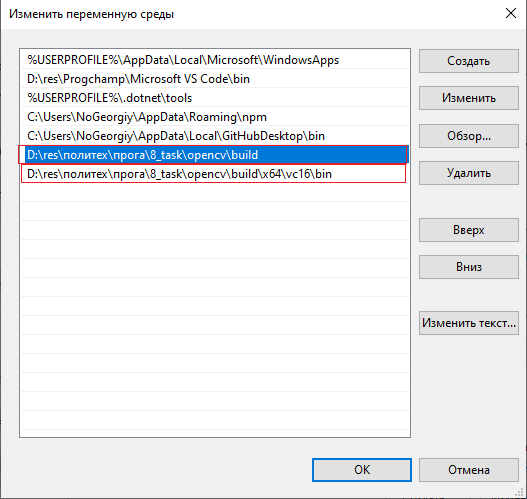 Изменить переменную среды
%USERPROFILE%\AppData\Local\Microsoft\WindowsApps
D:\res\Progchamp\Microsoft VS Code\bin
%USERPROFILE%\.dotnet\tools
C:\Users\NoGeorgiy\AppData\Roaming\npm
C:\Users\NoGeorgiy\AppData\Local\GitHubDesktop\bin
D:\res\политех\прога\8_task\opencv\build
D:\res\политех\прога\8_task\opencv\build\x64\vc16\bin
Создать
Изменить
Обзор...
Удалить
Вверх
Вниз
Изменить текст...
ОК
Отмена